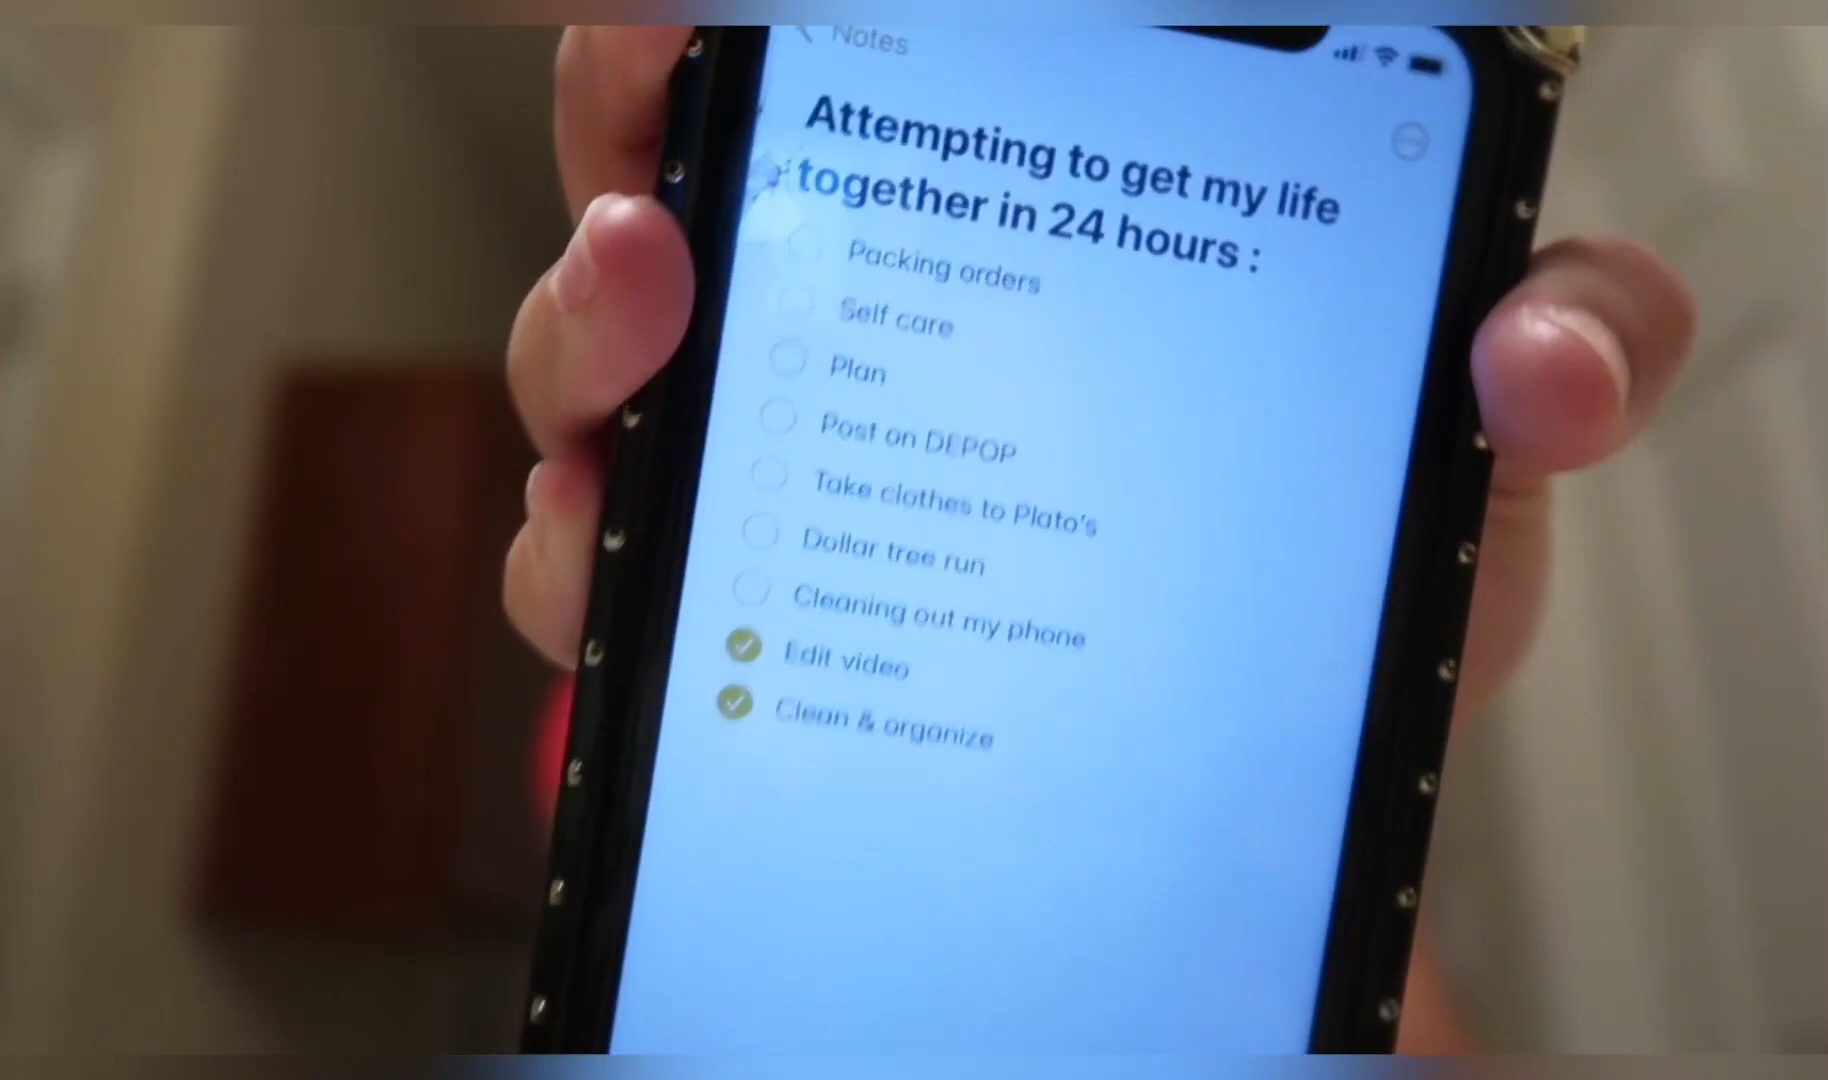 Notes
Attempting to get my life
together in 24 hours :
Packing orders
Self care
Plan
Post on DEPOP
Take clothes to Plato's
Dollar tree run
Cleaning out my phone
Edit video
Clean & organize